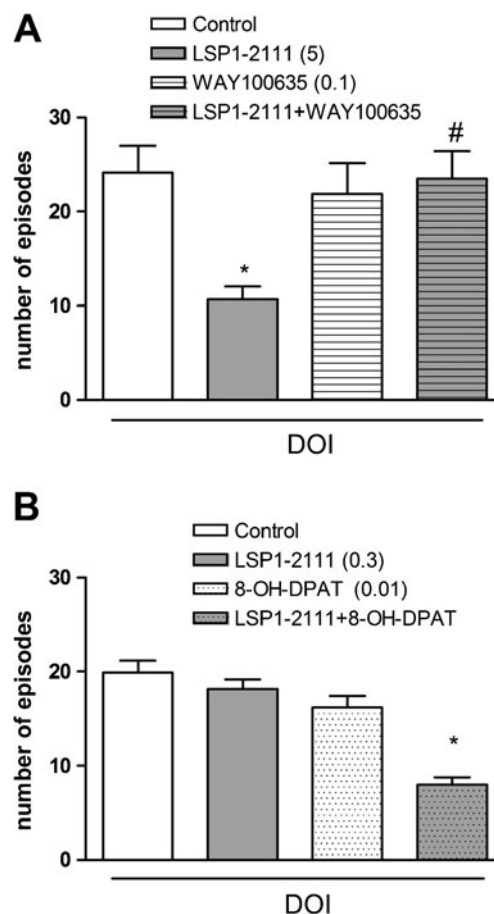 A
Control
LSP1-2111 (5)
WAY100635 (0.1)
LSP1-2111+WAY100635
30
20
10
0
number of episodes
*
#
DOI
B
Control
LSP1-2111 (0.3)
8-OH-DPAT (0.01)
LSP1-2111+8-OH-DPAT
30
20
10
0
number of episodes
*
DOI